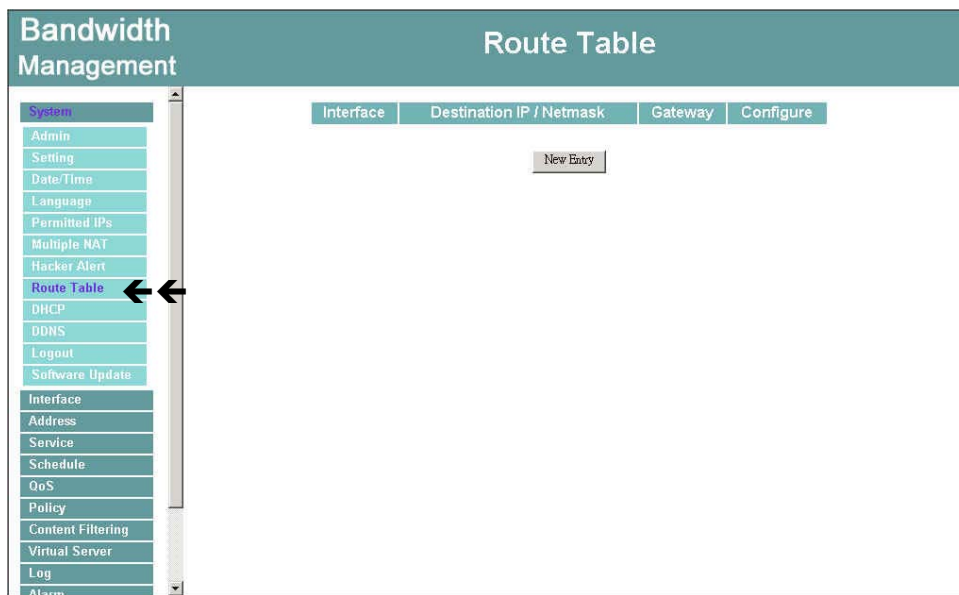 Bandwidth
Management
Route Table
System
Admin
Setting
Date/Time
Language
Permitted IPs
Multiple NAT
Hacker Alert
Route Table
DHCP
DDNS
Logout
Software Update
Interface
Address
Service
Schedule
QoS
Policy
Content Filtering
Virtual Server
Log
Alarm
Interface Destination IP / Netmask Gateway Configure
New Entry